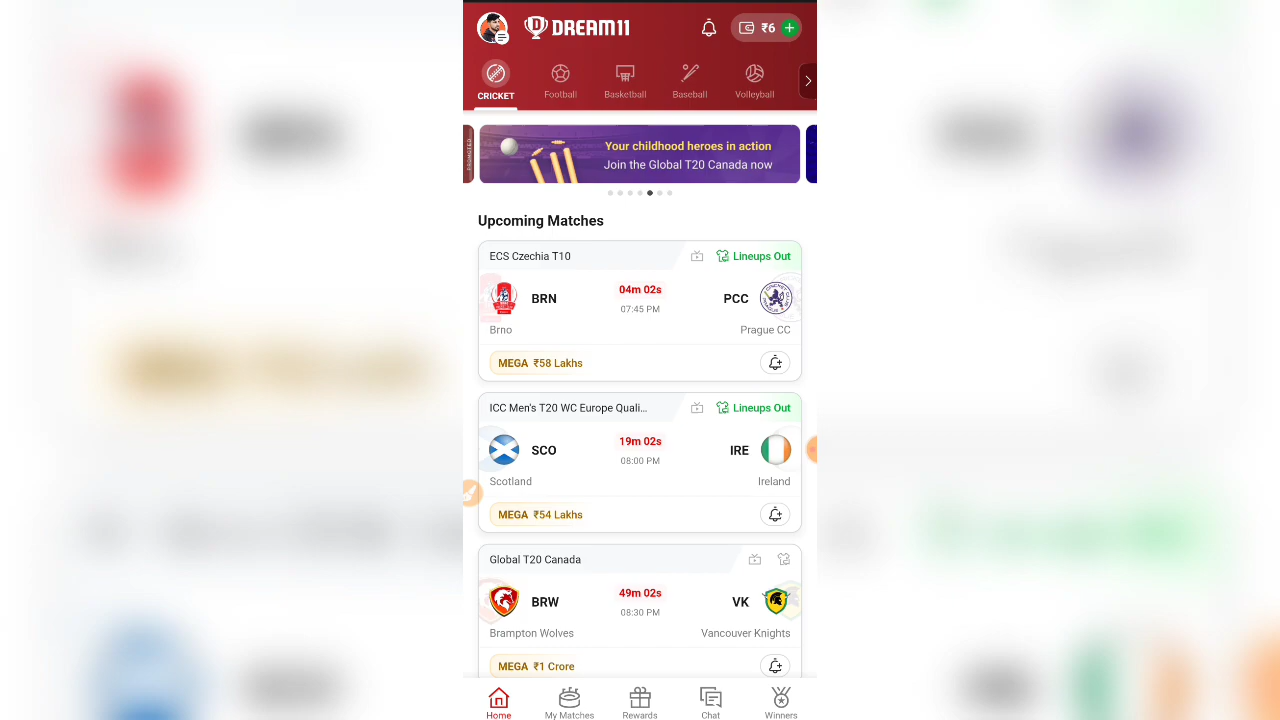 DREAM11
₹6
CRICKET
Football
Basketball
Baseball
Volleyball
PROMOTED
Your childhood heroes in action
Join the Global T20 Canada now
Upcoming Matches
ECS Czechia T10
Lineups Out
BRN
04m 02s
PCC
07:45 PM
Brno
Prague CC
MEGA ₹58 Lakhs
ICC Men's T20 WC Europe Quali...
Lineups Out
SCO
19m 02s
IRE
08:00 PM
Scotland
Ireland
MEGA ₹54 Lakhs
Global T20 Canada
BRW
49m 02s
VK
08:30 PM
Brampton Wolves
Vancouver Knights
MEGA ₹1 Crore
Home
My Matches
Rewards
Chat
Winners